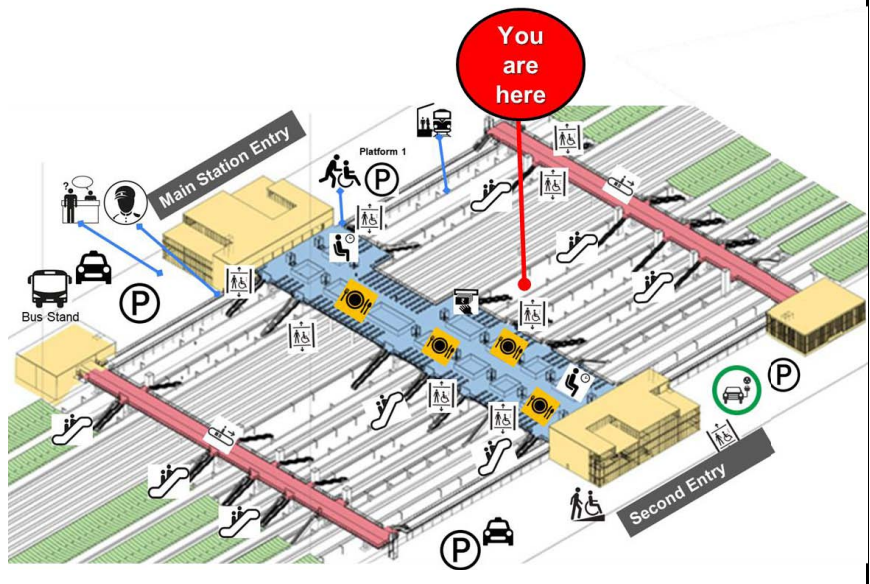 You
are
here
Main Station Entry
Platform 1
P
?
P
Bus Stand
P
Second Entry
P